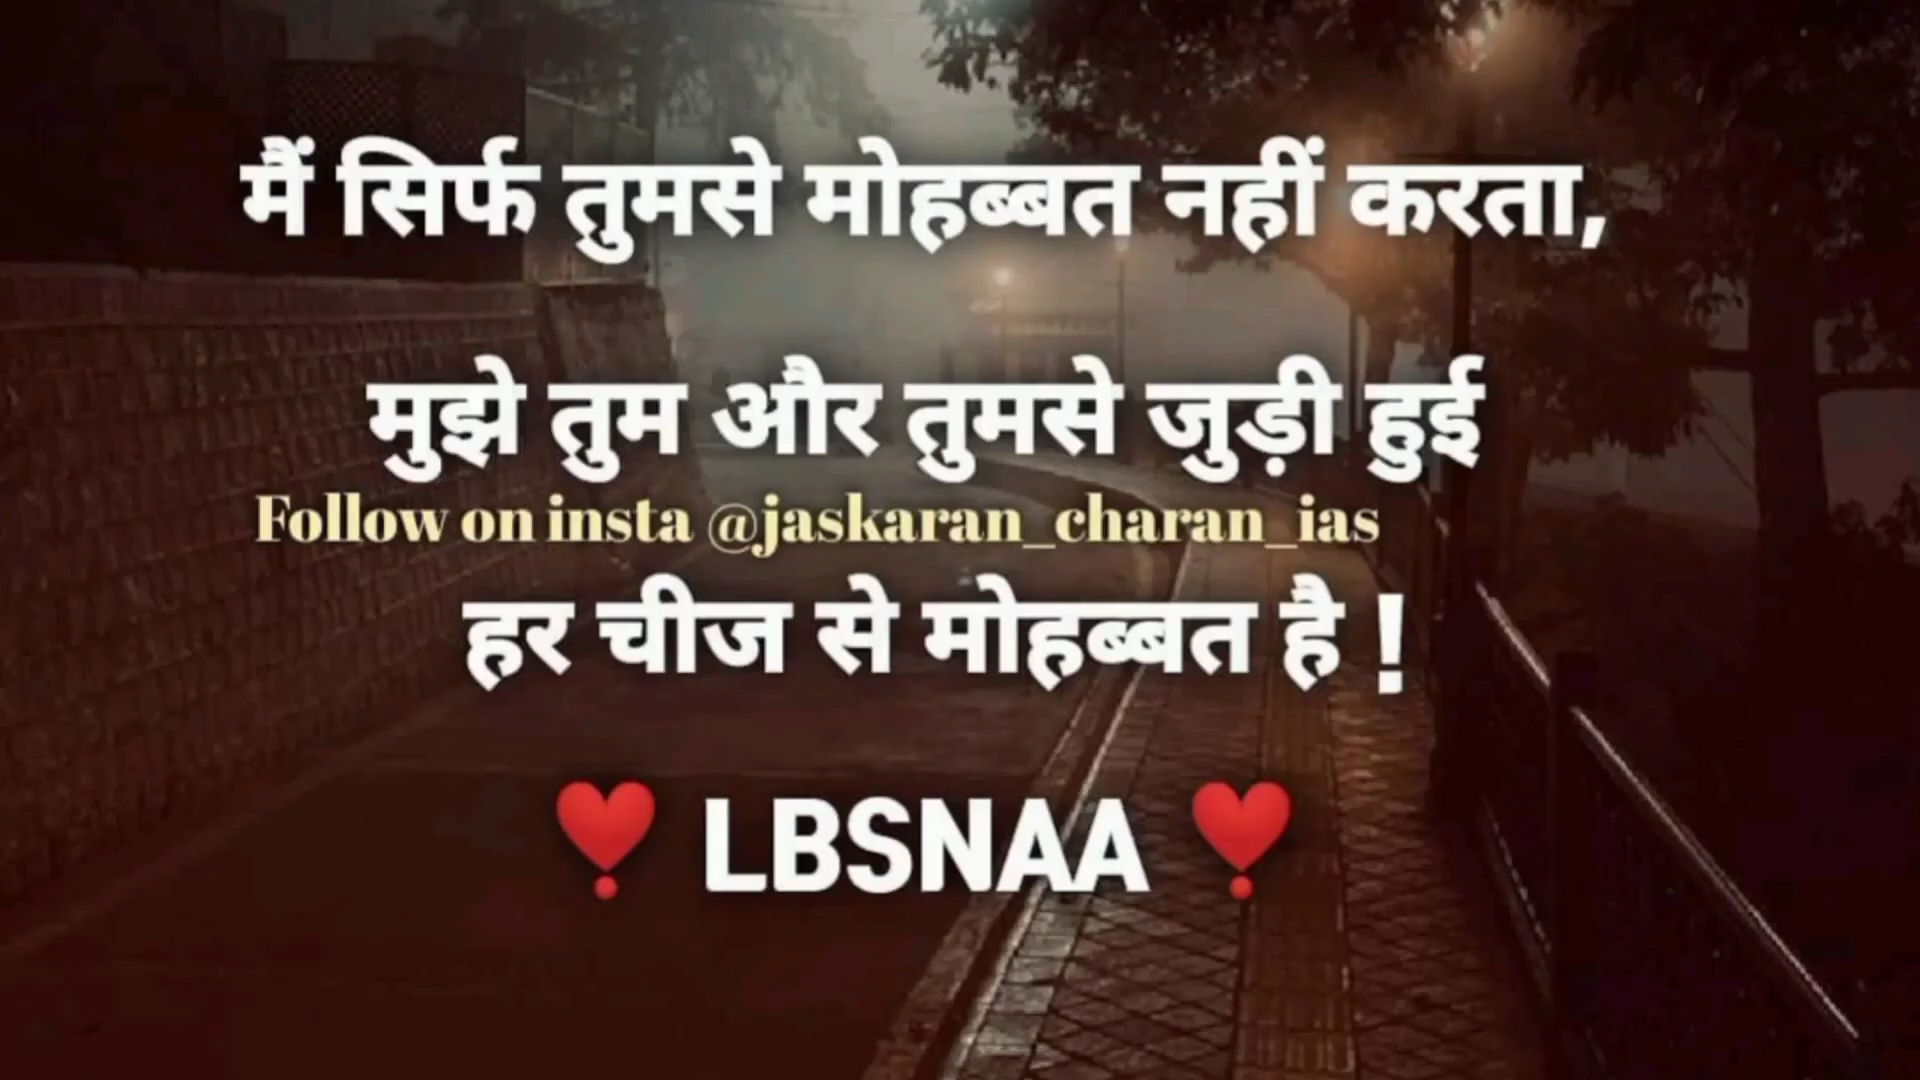 मैं सिर्फ तुमसे मोहब्बत नहीं करता,
मुझे तुम और तुमसे जुड़ी हुई
Follow on insta @jaskaran_charan_ias
हर चीज से मोहब्बत है !
❣️ LBSNAA ❣️